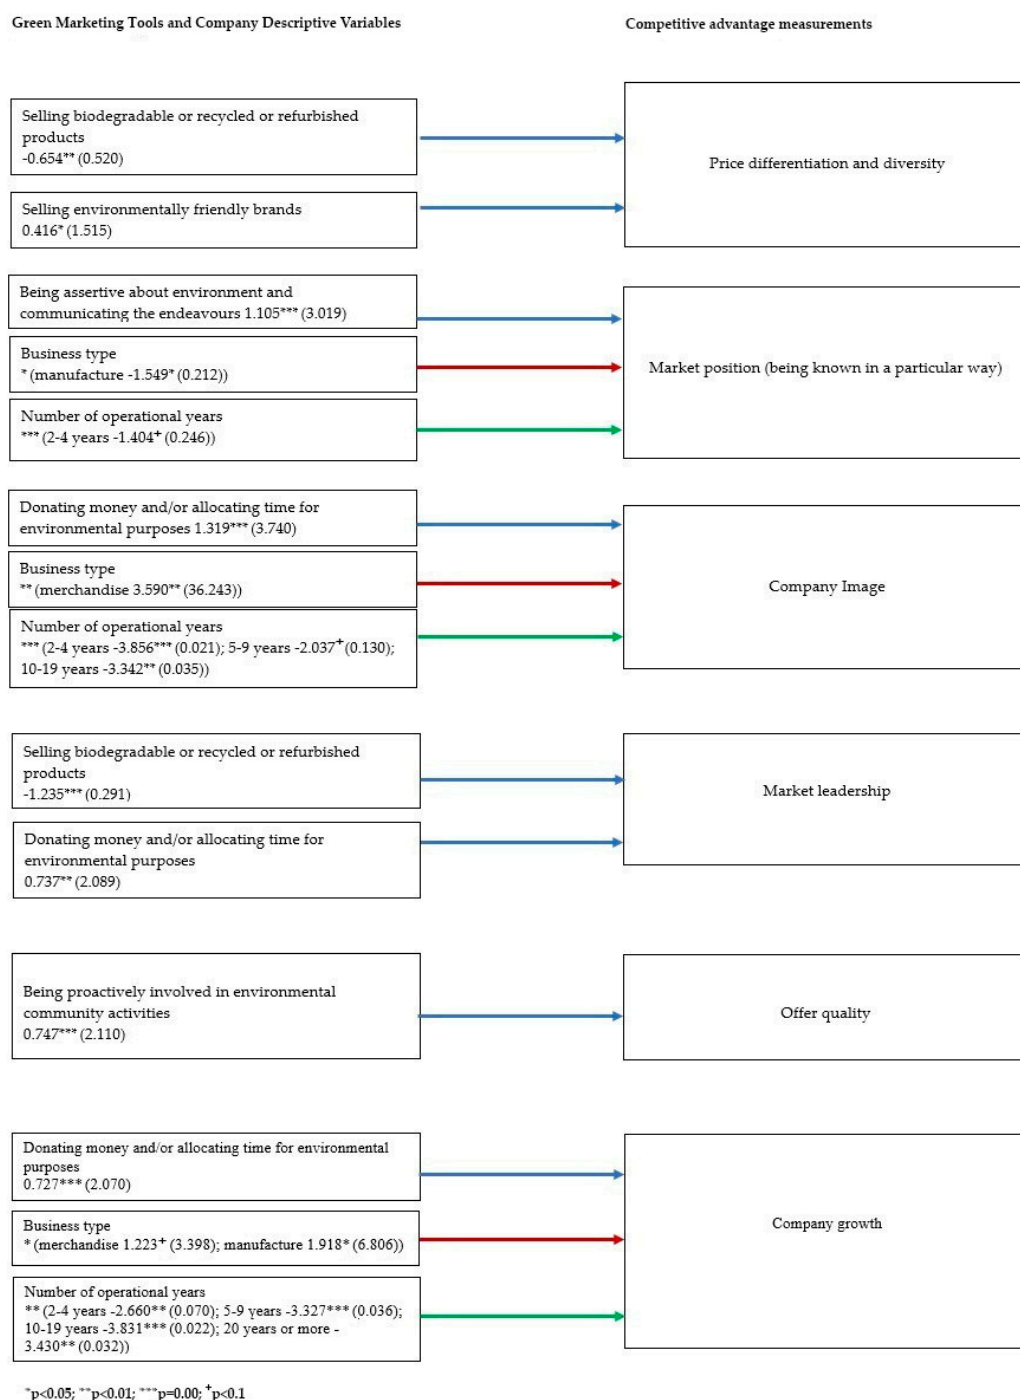 Green Marketing Tools and Company Descriptive Variables
Competitive advantage measurements
Selling biodegradable or recycled or refurbished
products
-0.654** (0.520)
Selling environmentally friendly brands
0.416* (1.515)
Price differentiation and diversity
Being assertive about environment and
communicating the endeavours 1.105*** (3.019)
Business type
* (manufacture -1.549* (0.212))
Number of operational years
*** (2-4 years -1.404+ (0.246))
Market position (being known in a particular way)
Donating money and/or allocating time for
environmental purposes 1.319*** (3.740)
Business type
** (merchandise 3.590** (36.243))
Number of operational years
*** (2-4 years -3.856*** (0.021); 5-9 years -2.037+ (0.130);
10-19 years -3.342** (0.035))
Company Image
Selling biodegradable or recycled or refurbished
products
-1.235*** (0.291)
Donating money and/or allocating time for
environmental purposes
0.737** (2.089)
Market leadership
Being proactively involved in environmental
community activities
0.747*** (2.110)
Offer quality
Donating money and/or allocating time for environmental
purposes
0.727*** (2.070)
Business type
* (merchandise 1.223+ (3.398); manufacture 1.918* (6.806))
Number of operational years
** (2-4 years -2.660** (0.070); 5-9 years -3.327*** (0.036);
10-19 years -3.831*** (0.022); 20 years or more -
3.430** (0.032))
Company growth
*p<0.05; **p<0.01; ***p=0.00; +p<0.1